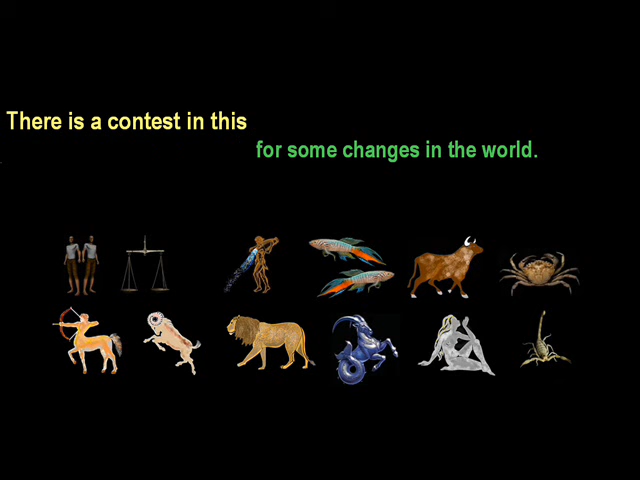 There is a contest in this
for some changes in the world.